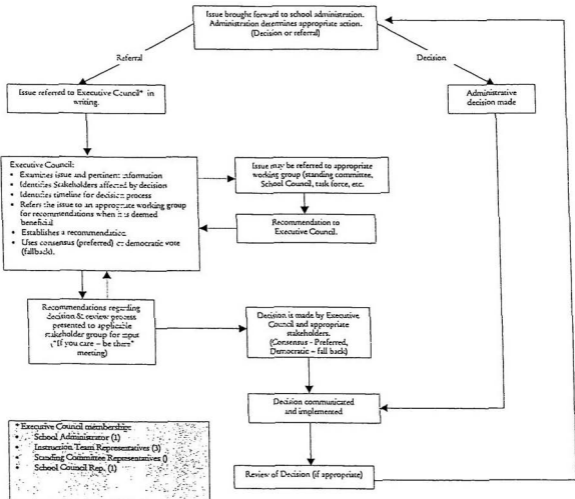 Issue brought forward to school administration.
Administration determines appropriate action.
(Decision or referral)
Referral
Decision
Issue referred to Executive Council* in
writing.
Administrative
decision made
Executive Council:
• Examines issue and pertinent information
• Identifies Stakeholders affected by decision
• Identifies timeline for decision process
• Refers the issue to an appropriate working group
for recommendations when it is deemed
beneficial
• Establishes a recommendation
• Uses consensus (preferred) or democratic vote
(fallback).
Issue may be referred to appropriate
working group (standing committee,
School Council, task force, etc.
Recommendation to
Executive Council.
Recommendations regarding
decision & review process
presented to applicable
stakeholder group for input
("If you care – be there"
meeting)
Decision is made by Executive
Council and appropriate
stakeholders.
(Consensus - Preferred,
Democratic – fall back)
Decision communicated
and implemented
Review of Decision (if appropriate)
* Executive Council membership:
School Administrator (1)
Instruction Team Representatives (3)
Standing Committee Representatives ()
School Council Rep. (1)